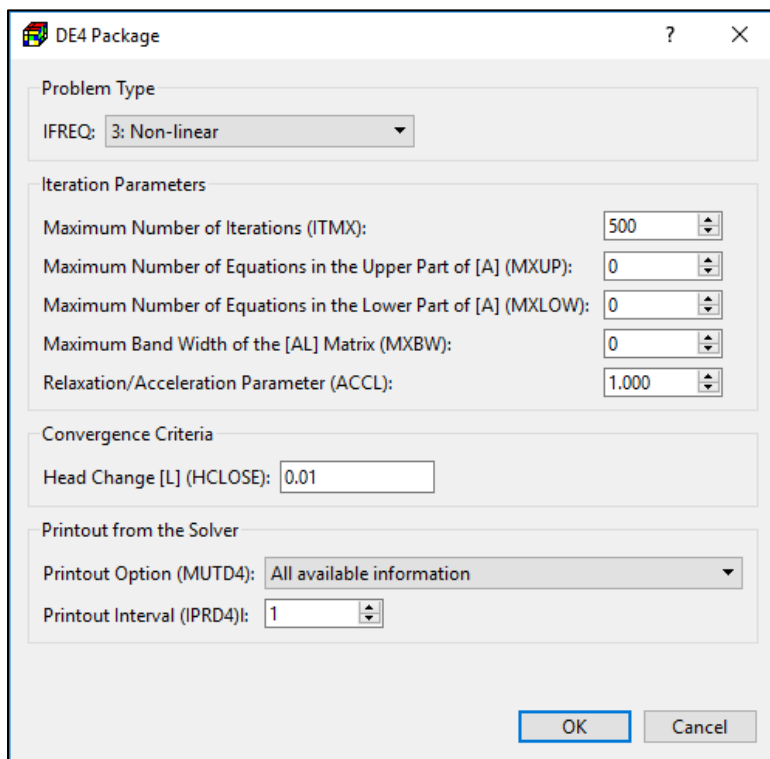 DE4 Package ?
Problem Type
IFREQ: 3: Non-linear
Iteration Parameters
Maximum Number of Iterations (ITMX): 500
Maximum Number of Equations in the Upper Part of [A] (MXUP): 0
Maximum Number of Equations in the Lower Part of [A] (MXLOW): 0
Maximum Band Width of the [AL] Matrix (MXBW): 0
Relaxation/Acceleration Parameter (ACCL): 1.000
Convergence Criteria
Head Change [L] (HCLOSE): 0.01
Printout from the Solver
Printout Option (MUTD4): All available information
Printout Interval (IPRD4)I: 1
OK Cancel